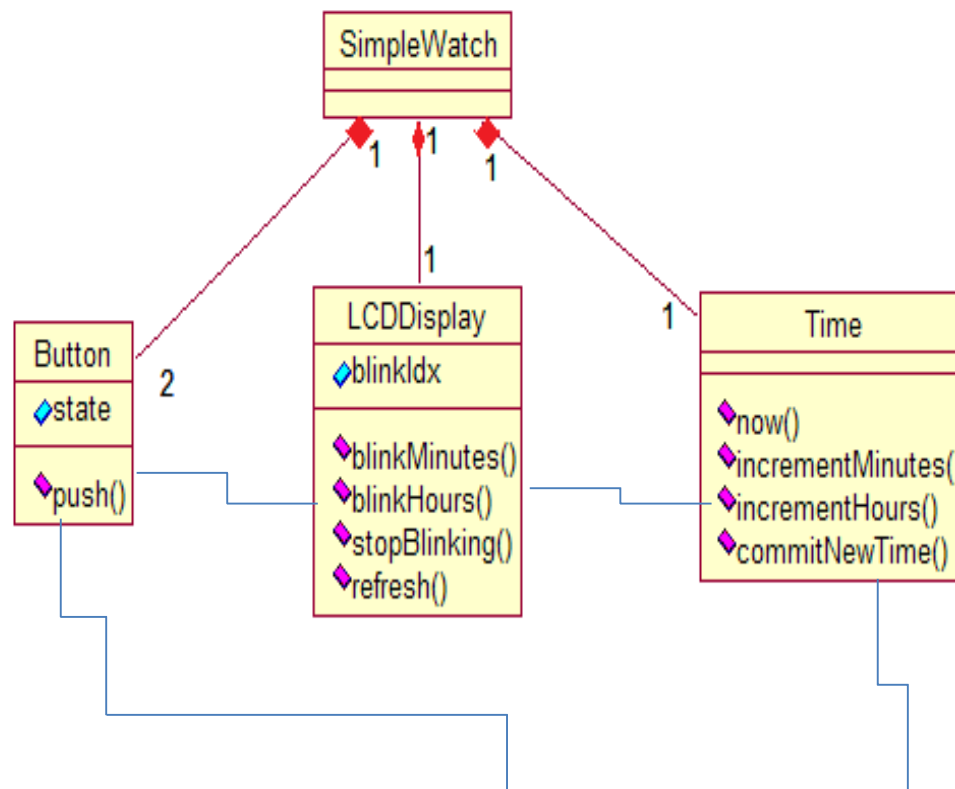 SimpleWatch
1
1
1
1
1
2
Button
state
push()
LCDDisplay
blinkIdx
blinkMinutes()
blinkHours()
stopBlinking()
refresh()
Time
now()
incrementMinutes(
incrementHours()
commitNewTime()